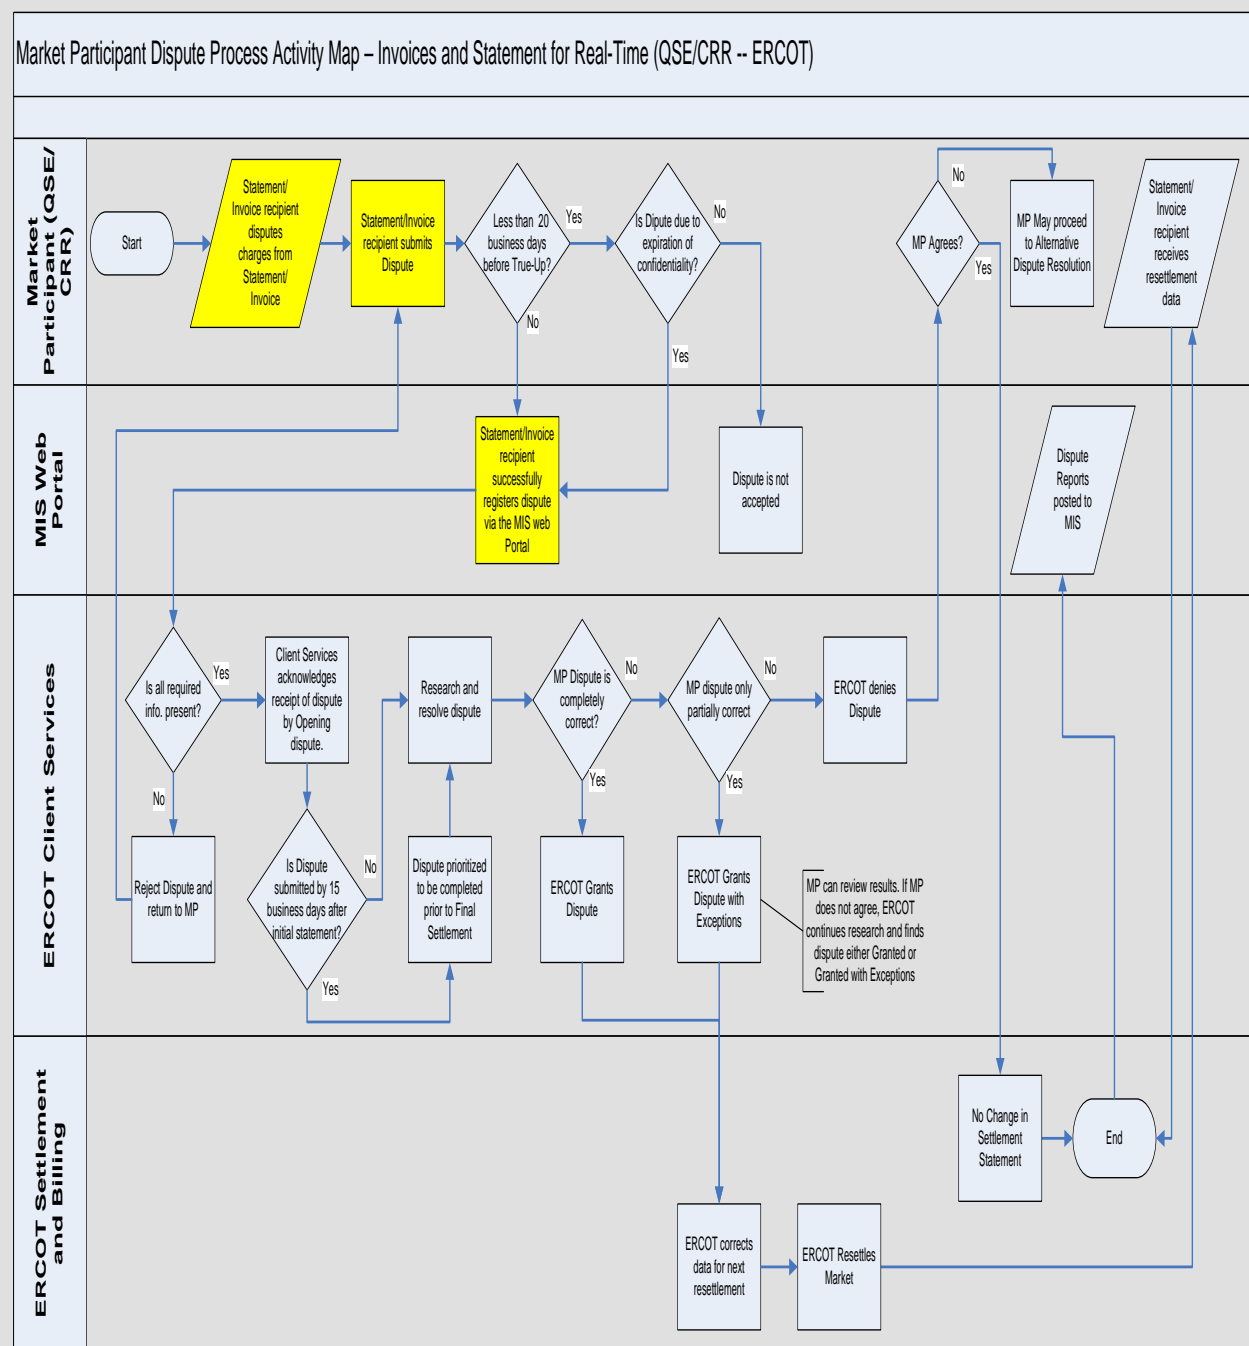 Market Participant Dispute Process Activity Map – Invoices and Statement for Real-Time (QSE/CRR -- ERCOT)
Market
Participant (QSE/
CRR)
Start
Statement/
Invoice recipient
disputes
charges from
Statement/
Invoice
Statement/Invoice
recipient submits
Dispute
Less than 20
business days
before True-Up?
Yes
No
Is Dipute due to
expiration of
confidentiality?
No
Yes
MP Agrees?
No
Yes
MP May proceed
to Alternative
Dispute Resolution
Statement/
Invoice
recipient
receives
resettlement
data
MIS Web
Portal
Statement/Invoice
recipient
successfully
registers dispute
via the MIS web
Portal
Dispute is not
accepted
Dispute
Reports
posted to
MIS
ERCOT Client Services
Is all required
info. present?
Yes
No
Client Services
acknowledges
receipt of dispute
by Opening
dispute.
Research and
resolve dispute
MP Dispute is
completely
correct?
No
Yes
MP dispute only
partially correct
No
Yes
ERCOT denies
Dispute
Reject Dispute and
return to MP
Is Dispute
submitted by 15
business days after
initial statement?
No
Yes
Dispute prioritized
to be completed
prior to Final
Settlement
ERCOT Grants
Dispute
ERCOT Grants
Dispute with
Exceptions
MP can review results. If MP
does not agree, ERCOT
continues research and finds
dispute either Granted or
Granted with Exceptions
ERCOT Settlement
and Billing
No Change in
Settlement
Statement
End
ERCOT corrects
data for next
resettlement
ERCOT Resettles
Market